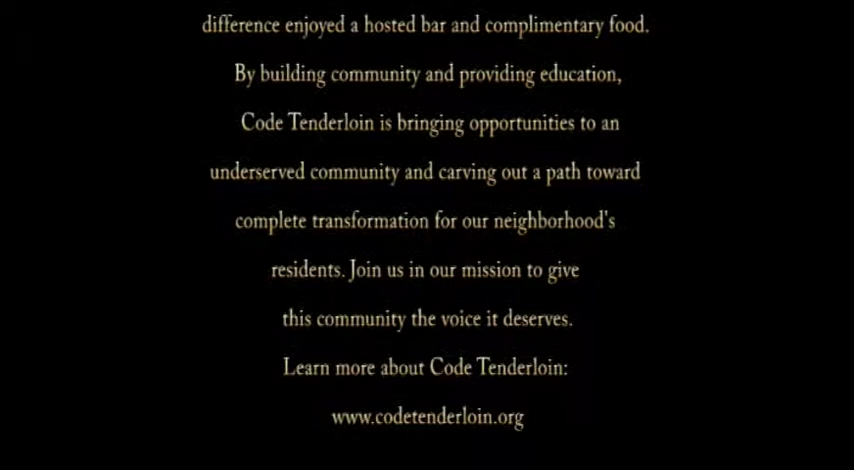 difference enjoyed a hosted bar and complimentary food.
By building community and providing education,
Code Tenderloin is bringing opportunities to an
underserved community and carving out a path toward
complete transformation for our neighborhood's
residents. Join us in our mission to give
this community the voice it deserves.
Learn more about Code Tenderloin:
www.codetenderloin.org